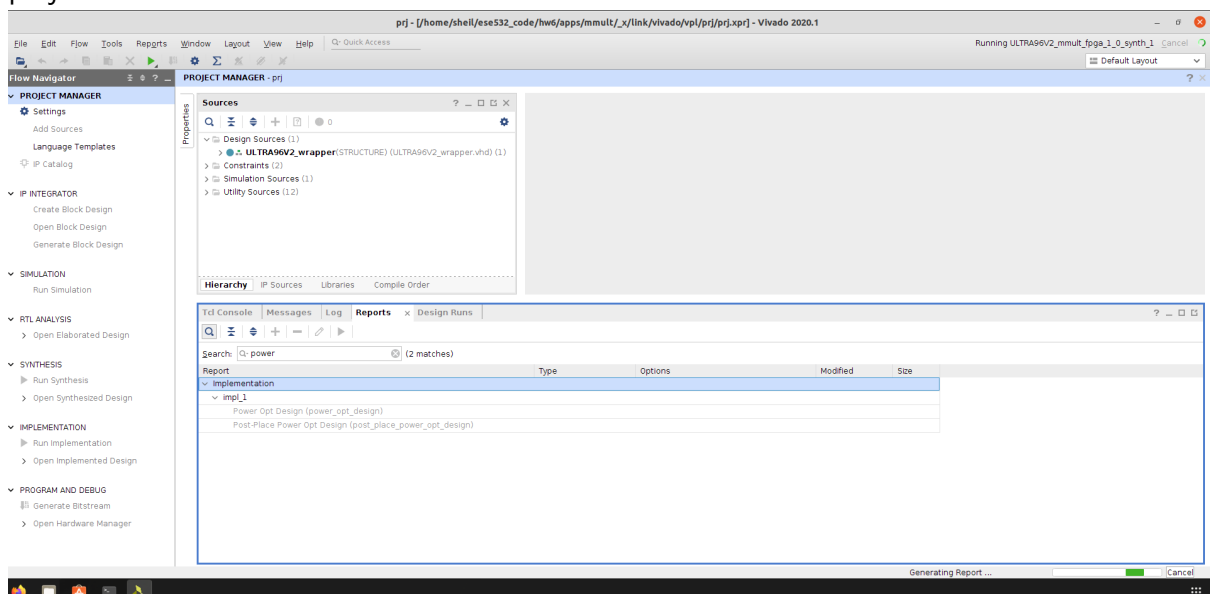 prj - [/home/sheil/ese532_code/hw6/apps/mmult/_x/link/vivado/vpl/prj/prj.xpr] - Vivado 2020.1
File Edit Flow Tools Reports Window Layout View Help Q- Quick Access
Running ULTRA96V2_mmult_fpga_1_0_synth_1 Cancel
Default Layout
Flow Navigator
PROJECT MANAGER - prj
PROJECT MANAGER
Settings
Add Sources
Language Templates
IP Catalog
IP INTEGRATOR
Create Block Design
Open Block Design
Generate Block Design
SIMULATION
Run Simulation
RTL ANALYSIS
Open Elaborated Design
SYNTHESIS
Run Synthesis
Open Synthesized Design
IMPLEMENTATION
Run Implementation
Open Implemented Design
PROGRAM AND DEBUG
Generate Bitstream
Open Hardware Manager
Properties
Sources
0
Design Sources (1)
ULTRA96V2_wrapper(STRUCTURE) (ULTRA96V2_wrapper.vhd) (1)
Constraints (2)
Simulation Sources (1)
Utility Sources (12)
Hierarchy IP Sources Libraries Compile Order
Tcl Console Messages Log Reports x Design Runs
Search: Q- power (2 matches)
Report Type Options Modified Size
Implementation
impl_1
Power Opt Design (power_opt_design)
Post-Place Power Opt Design (post_place_power_opt_design)
Generating Report ... Cancel